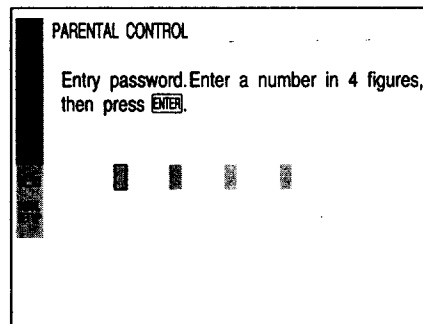 PARENTAL CONTROL
Entry password.Enter a number in 4 figures,
then press ENTER.